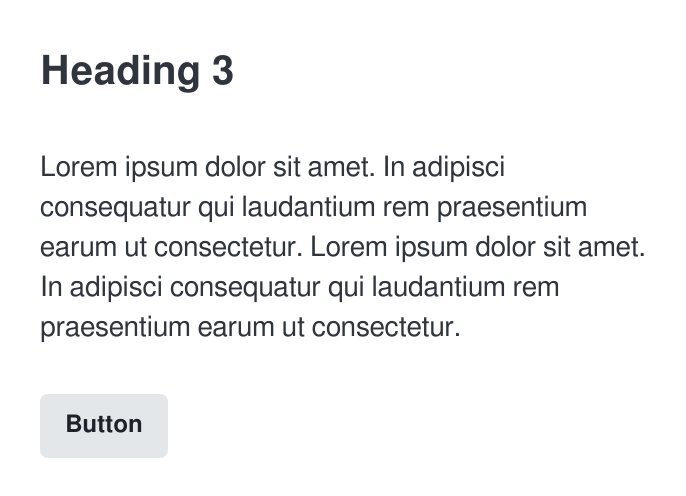 Heading 3
Lorem ipsum dolor sit amet. In adipisci
consequatur qui laudantium rem praesentium
earum ut consectetur. Lorem ipsum dolor sit amet.
In adipisci consequatur qui laudantium rem
praesentium earum ut consectetur.
Button